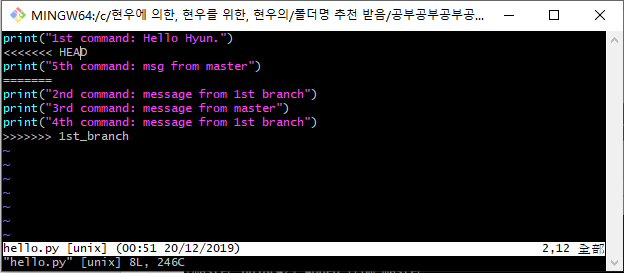 MINGW64:/c/현우에 의한, 현우를 위한, 현우의/폴더명 추천 받음/공부공부공부공...
print("1st command: Hello Hyun.")
<<<<<<< HEAD
print("5th command: msg from master")
=======
print("2nd command: message from 1st branch")
print("3rd command: message from master")
print("4th command: message from 1st branch")
>>>>>>> 1st_branch
~
~
~
~
~
~
~
hello.py [unix] (00:51 20/12/2019) 2,12 全部
"hello.py" [unix] 8L, 246C